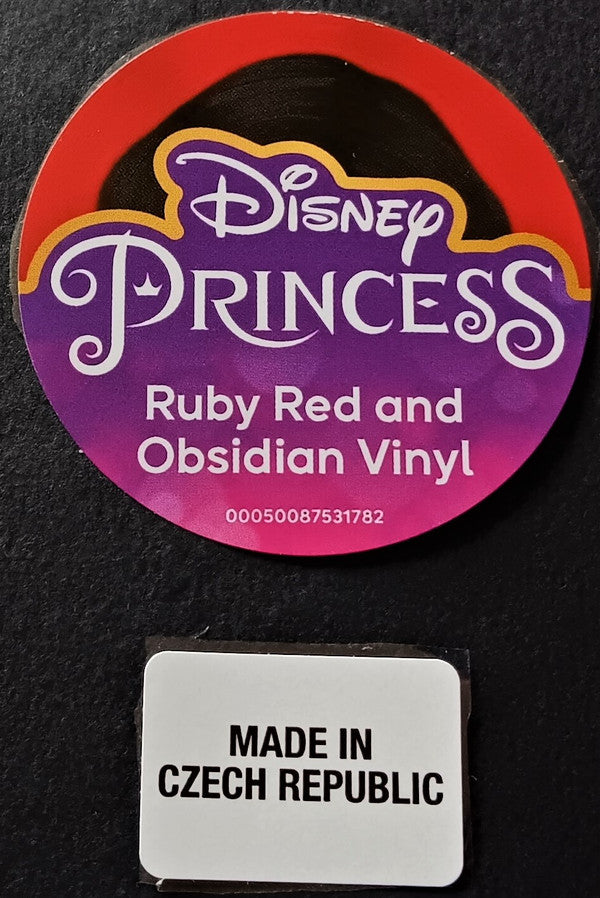 Disney
PRINCESS
Ruby Red and
Obsidian Vinyl
00050087531782
MADE IN
CZECH REPUBLIC